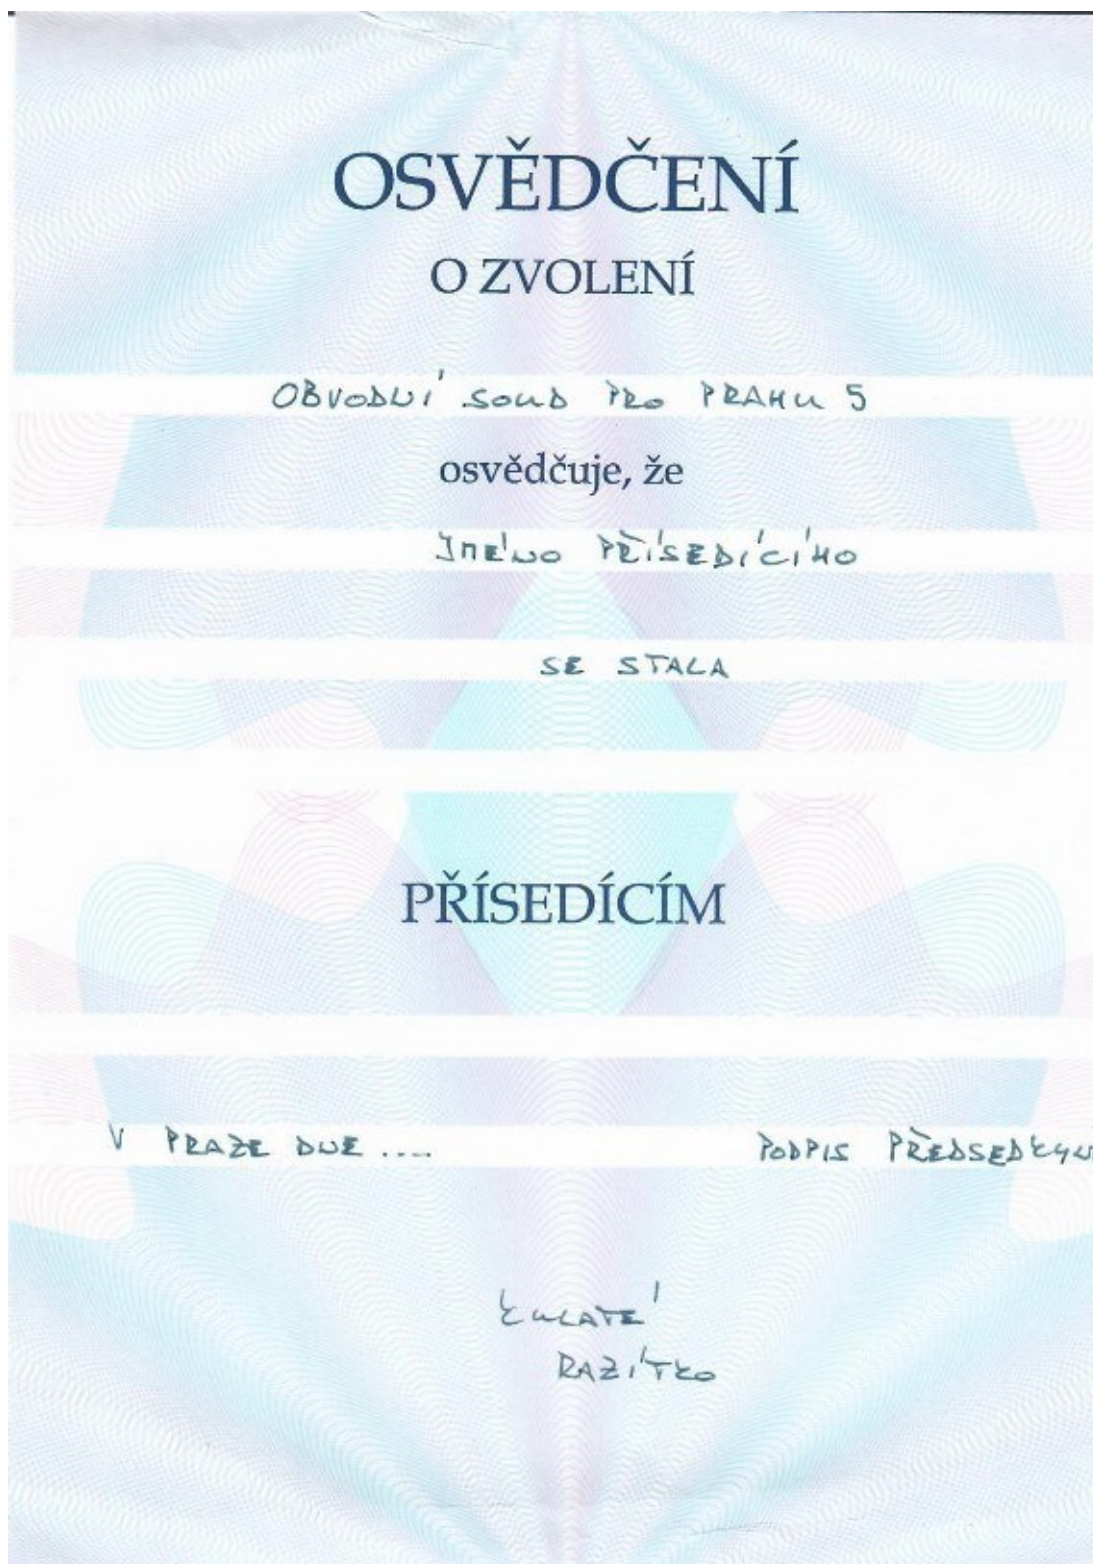 OSVĚDČENÍ
O ZVOLENÍ
OBVODNÍ SOUD PRO PRAHU 5
osvědčuje, že
JMÉNO PŘÍSEDÍCÍHO
SE STALA
PŘÍSEDÍCÍM
V PRAZE DNE .... PODPIS PŘEDSEDKYN
KULATÉ
RAZÍTKO